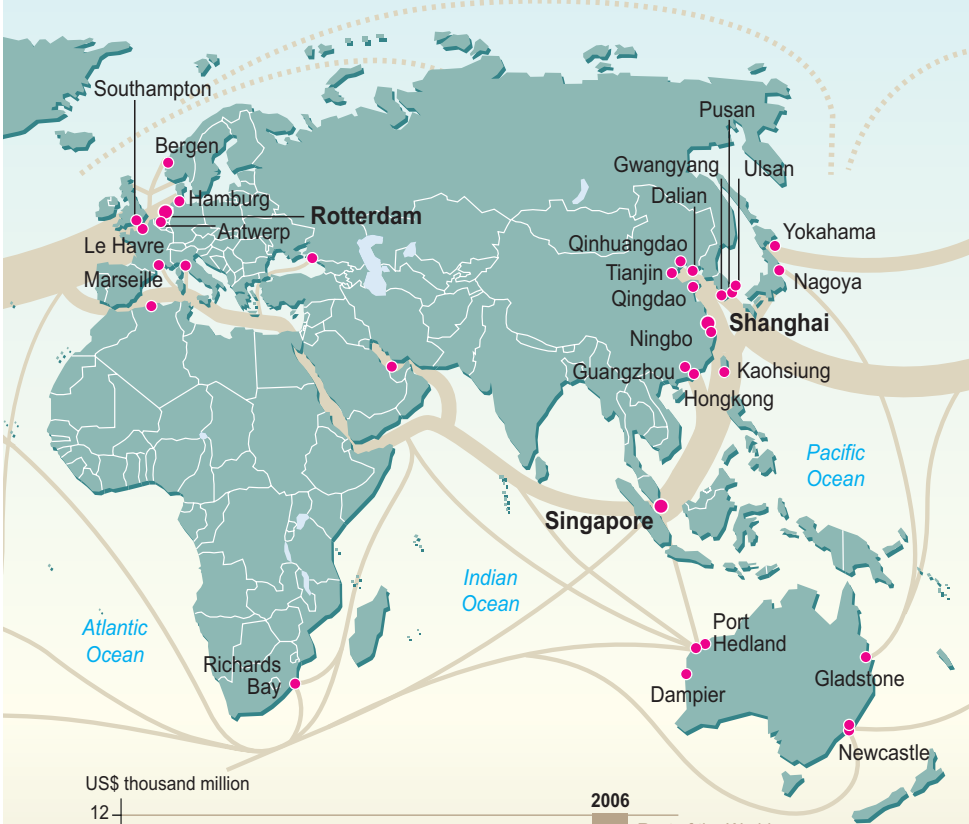 Southampton
Bergen
Hamburg
Rotterdam
Antwerp
Le Havre
Marseille
Pusan
Gwangyang
Ulsan
Dalian
Qinhuangdao
Tianjin
Qingdao
Yokahama
Nagoya
Shanghai
Ningbo
Guangzhou
Kaohsiung
Hongkong
Pacific
Ocean
Singapore
Indian
Ocean
Atlantic
Ocean
Richards
Bay
Port
Hedland
Dampier
Gladstone
Newcastle
US$ thousand million
12
2006